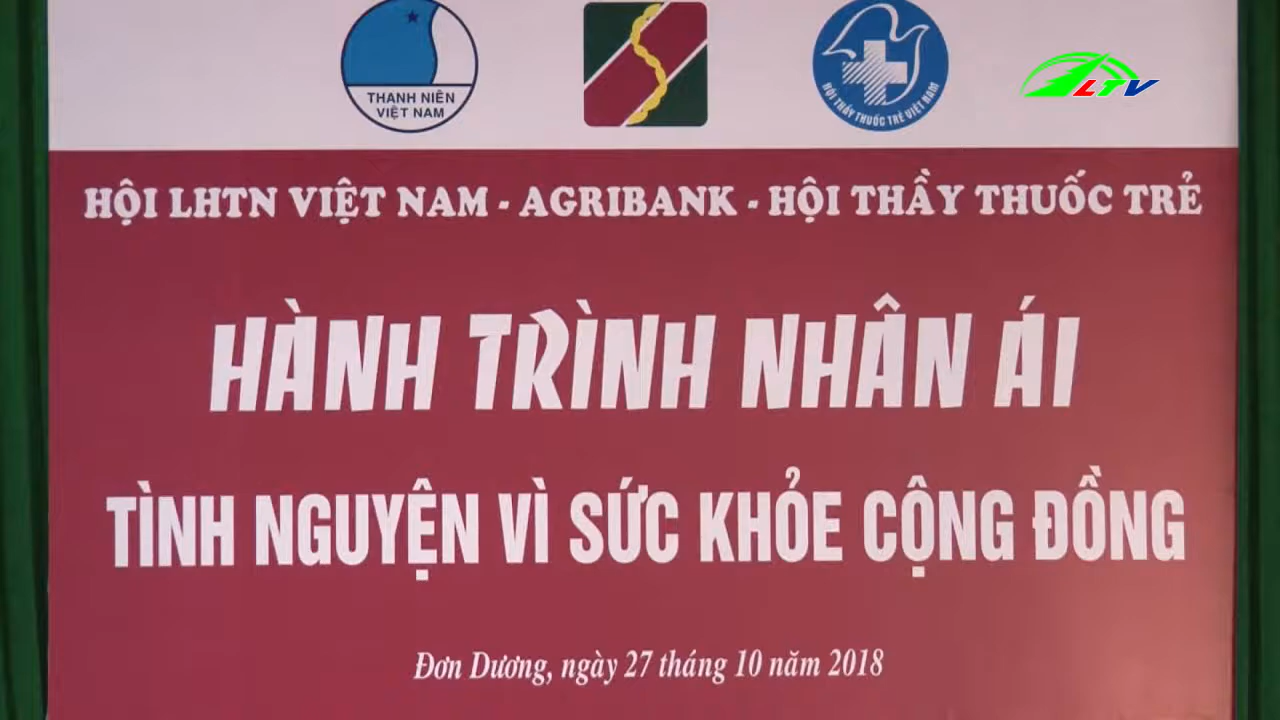 THANH NIÊN
VIỆT NAM
HỘI THẦY THUỐC TRẺ VIỆT NAM
LTV
HỘI LHTN VIỆT NAM - AGRIBANK - HỘI THẦY THUỐC TRẺ
HÀNH TRÌNH NHÂN ÁI
TÌNH NGUYỆN VÌ SỨC KHỎE CỘNG ĐỒNG
Đơn Dương, ngày 27 tháng 10 năm 2018